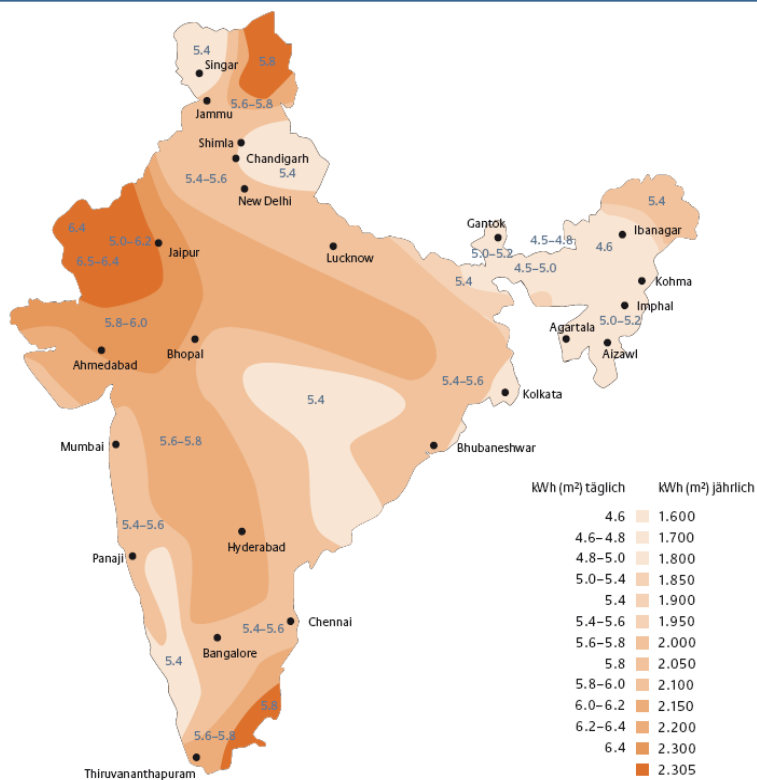 5.4
Singar
5.8
5.6–5.8
Jammu
Shimla
Chandigarh
5.4–5.6
5.4
New Delhi
5.4
6.4
Gantok
Ibanagar
5.0–6.2
4.5–4.8
4.6
Jaipur
5.0–5.2
Lucknow
6.5–6.4
4.5–5.0
5.4
Kohma
Imphal
5.8–6.0
5.0–5.2
Agartala
Bhopal
Aizawl
Ahmedabad
5.4–5.6
Kolkata
5.4
5.6–5.8
Mumbai
Bhubaneshwar
5.4–5.6
Hyderabad
Panaji
Chennai
5.4–5.6
Bangalore
5.4
5.8
5.6–5.8
Thiruvananthapuram
kWh (m²) täglich kWh (m²) jährlich
4.6 1.600
4.6–4.8 1.700
4.8–5.0 1.800
5.0–5.4 1.850
5.4 1.900
5.4–5.6 1.950
5.6–5.8 2.000
5.8 2.050
5.8–6.0 2.100
6.0–6.2 2.150
6.2–6.4 2.200
6.4 2.300
2.305